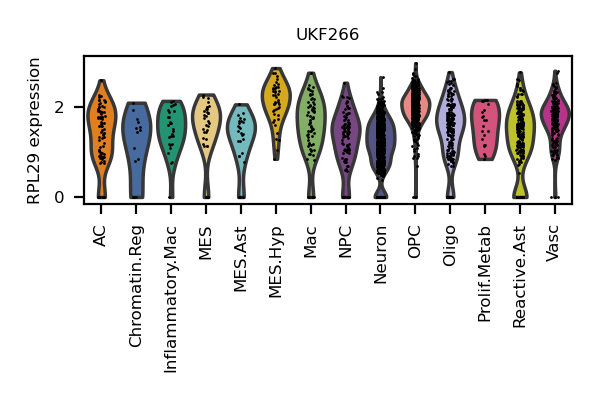 UKF266
RPL29 expression
2
0
AC
Chromatin.Reg
Inflammatory.Mac
MES
MES.Ast
MES.Hyp
Mac
NPC
Neuron
OPC
Oligo
Prolif.Metab
Reactive.Ast
Vasc